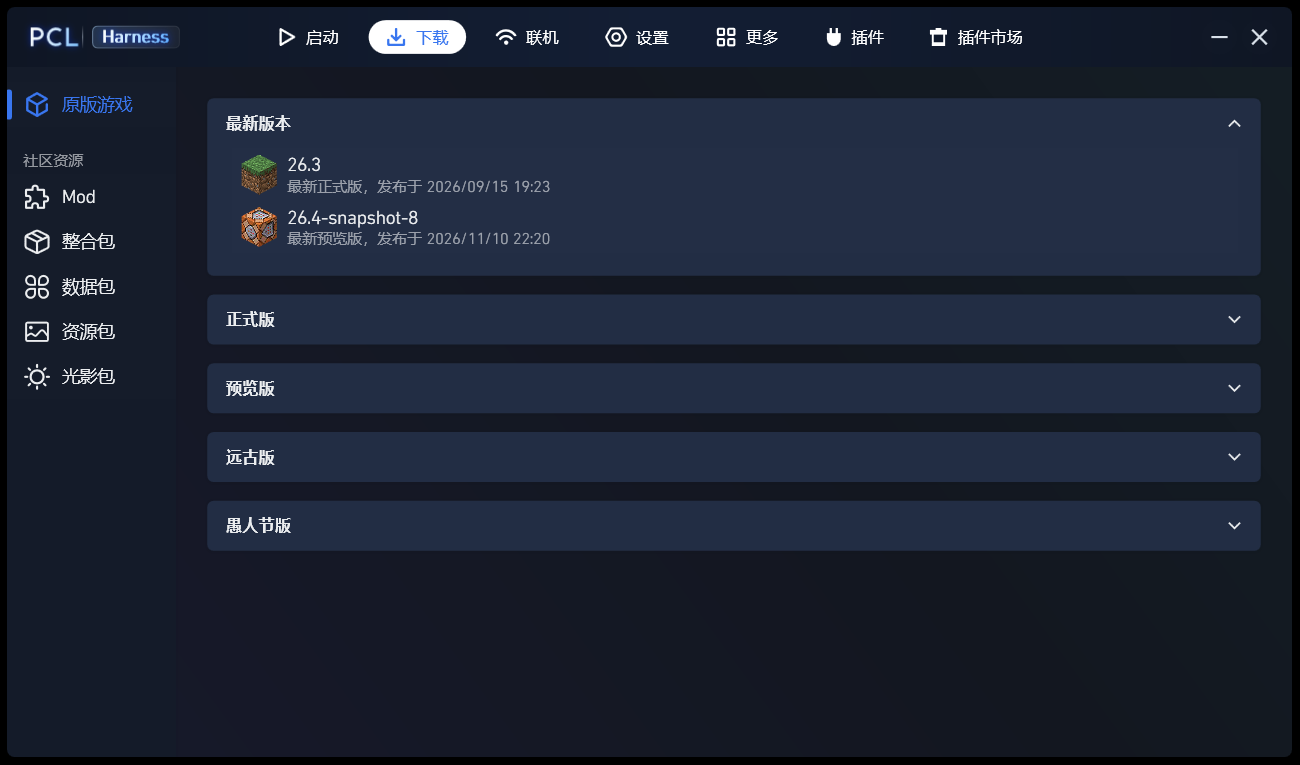 PCL Harness 启动 下载 联机 设置 更多 插件 插件市场
原版游戏
社区资源
Mod
整合包
数据包
资源包
光影包
最新版本
26.3
最新正式版，发布于 2026/09/15 19:23
26.4-snapshot-8
最新预览版，发布于 2026/11/10 22:20
正式版
预览版
远古版
愚人节版